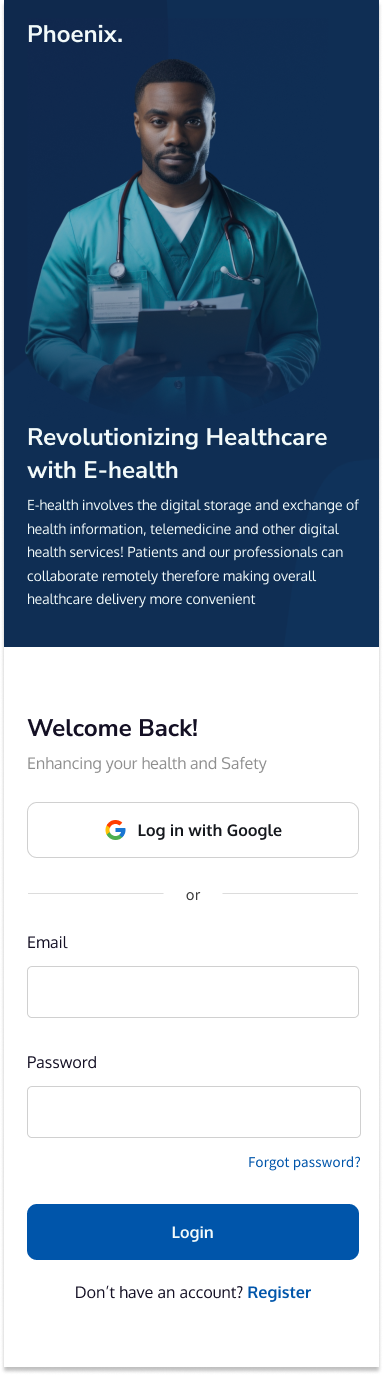 Phoenix.
Revolutionizing Healthcare
with E-health
E-health involves the digital storage and exchange of
health information, telemedicine and other digital
health services! Patients and our professionals can
collaborate remotely therefore making overall
healthcare delivery more convenient
Welcome Back!
Enhancing your health and Safety
Log in with Google
or
Email
Password
Forgot password?
Login
Don’t have an account? Register